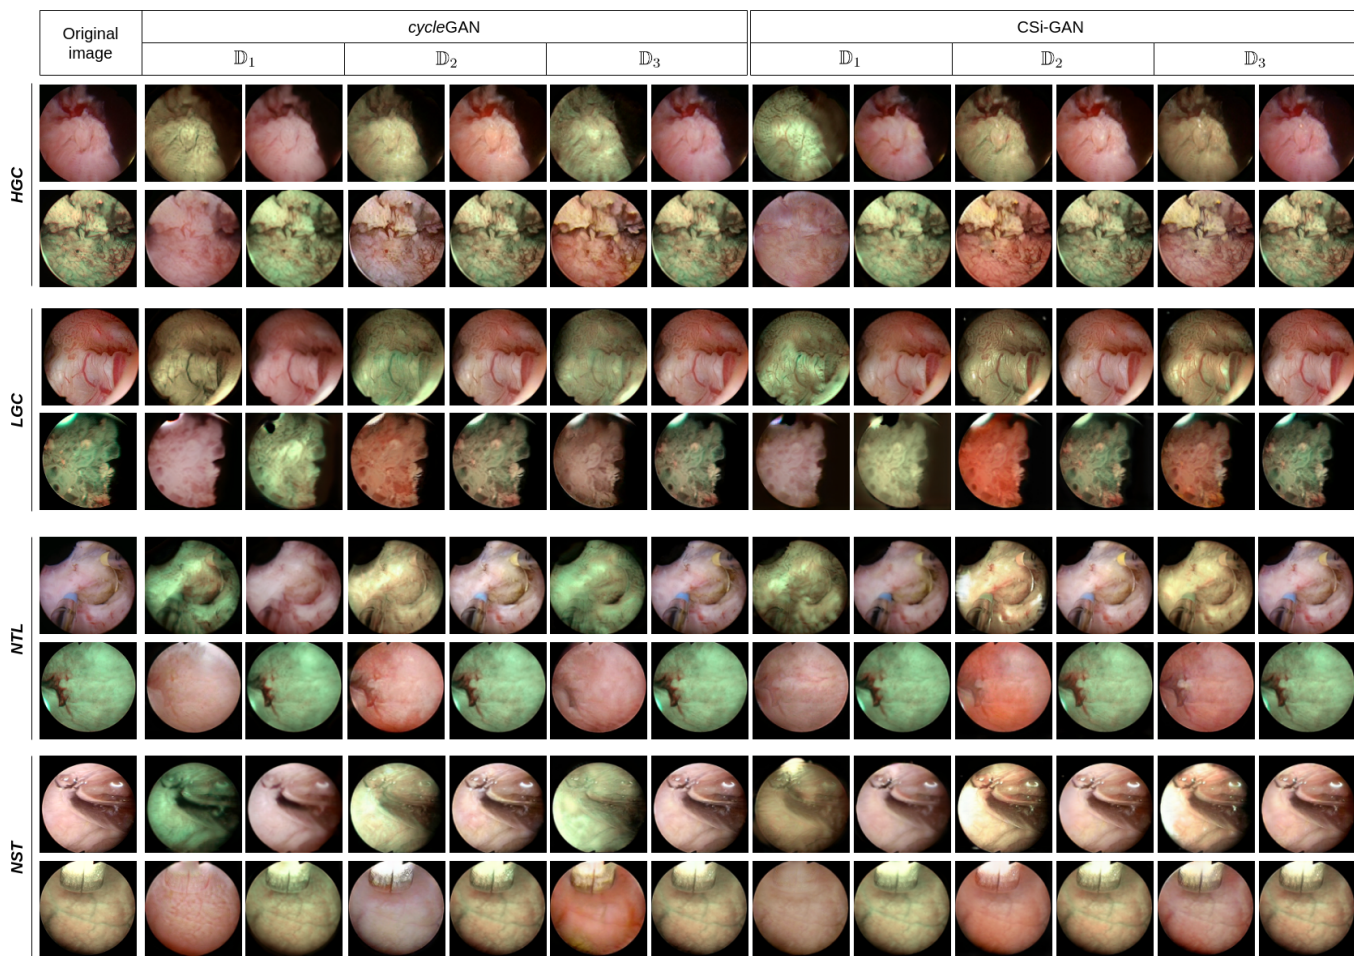 Original
image
cycleGAN
CSi-GAN
𝔻₁
𝔻₂
𝔻₃
𝔻₁
𝔻₂
𝔻₃
HGC
LGC
NTL
NST